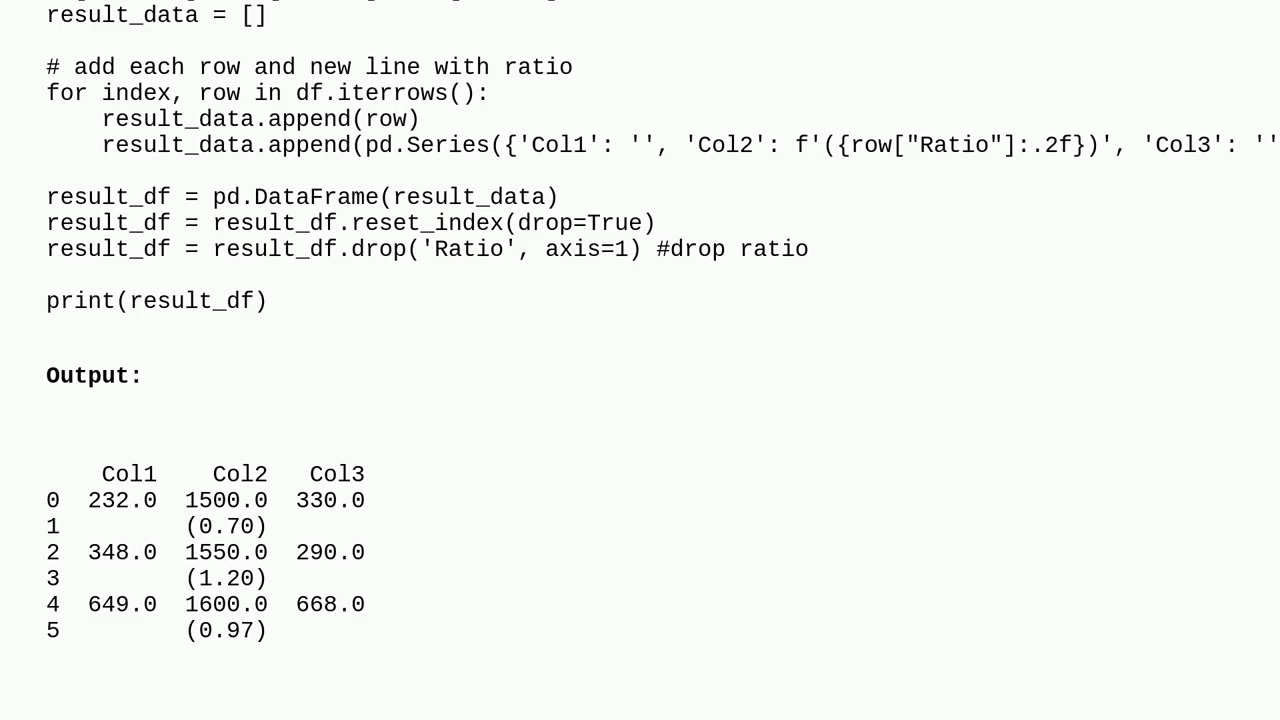 result_data = []
# add each row and new line with ratio
for index, row in df.iterrows():
    result_data.append(row)
    result_data.append(pd.Series({'Col1': '', 'Col2': f'({row["Ratio"]:.2f})', 'Col3': ''
result_df = pd.DataFrame(result_data)
result_df = result_df.reset_index(drop=True)
result_df = result_df.drop('Ratio', axis=1) #drop ratio
print(result_df)
Output:
    Col1    Col2   Col3
0  232.0  1500.0  330.0
1         (0.70)
2  348.0  1550.0  290.0
3         (1.20)
4  649.0  1600.0  668.0
5         (0.97)